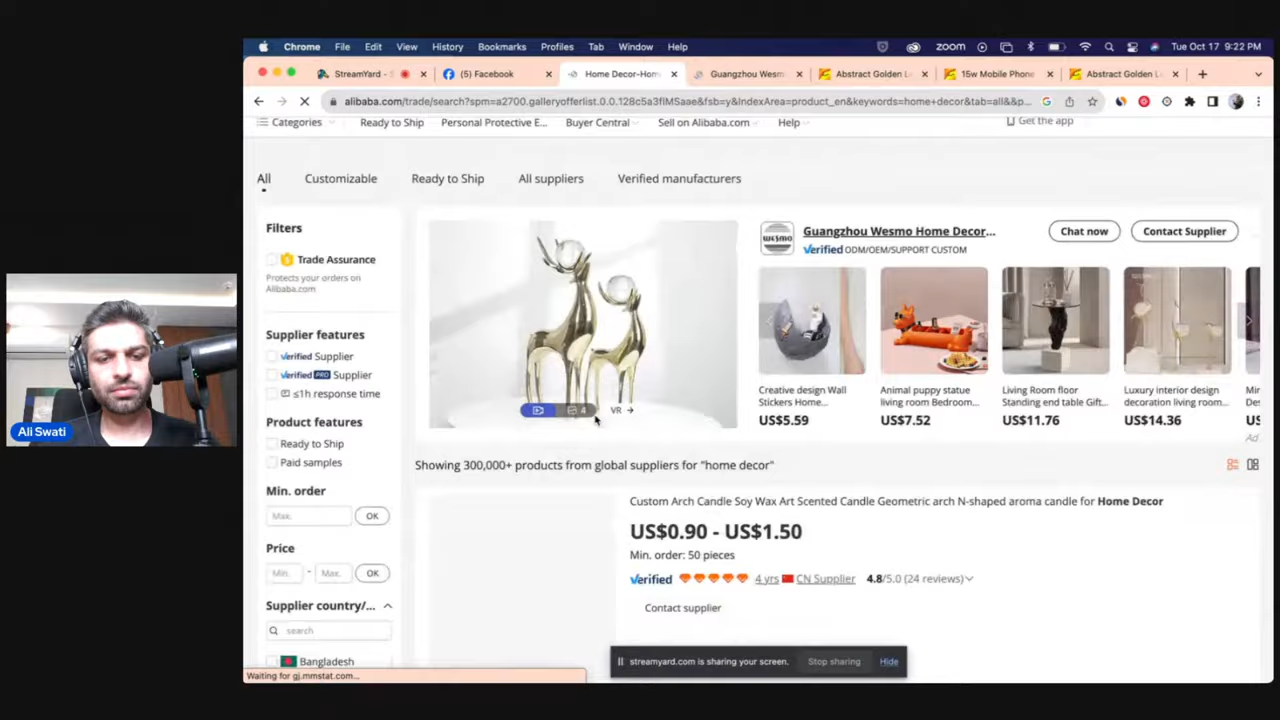 Chrome File Edit View History Bookmarks Profiles Tab Window Help zoom Tue Oct 17 9:22 PM
StreamYard - S (5) Facebook Home Decor-Hom Guangzhou Wesm Abstract Golden L 15w Mobile Phone Abstract Golden L
alibaba.com/trade/search?spm=a2700.galleryofferlist.0.0.128c5a3flMSaae&fsb=y&IndexArea=product_en&keywords=home+decor&tab=all&&p...
Categories Ready to Ship Personal Protective E... Buyer Central Sell on Alibaba.com Help Get the app
All Customizable Ready to Ship All suppliers Verified manufacturers
Filters
Trade Assurance
Protects your orders on
Alibaba.com
Supplier features
Verified Supplier
Verified PRO Supplier
≤1h response time
Product features
Ready to Ship
Paid samples
Min. order
Max. OK
Price
Min. - Max. OK
Supplier country/...
search
Bangladesh
4 VR →
WESMO
Guangzhou Wesmo Home Decor...
Verified ODM/OEM/SUPPORT CUSTOM
Chat now Contact Supplier
Creative design Wall
Stickers Home...
US$5.59
Animal puppy statue
living room Bedroom...
US$7.52
Living Room floor
Standing end table Gift...
US$11.76
Luxury interior design
decoration living room...
US$14.36
Mi
US
Ad
Showing 300,000+ products from global suppliers for "home decor"
Custom Arch Candle Soy Wax Art Scented Candle Geometric arch N-shaped aroma candle for Home Decor
US$0.90 - US$1.50
Min. order: 50 pieces
Verified 4 yrs CN Supplier 4.8/5.0 (24 reviews)
Contact supplier
streamyard.com is sharing your screen. Stop sharing Hide
Waiting for gj.mmstat.com...
Ali Swati